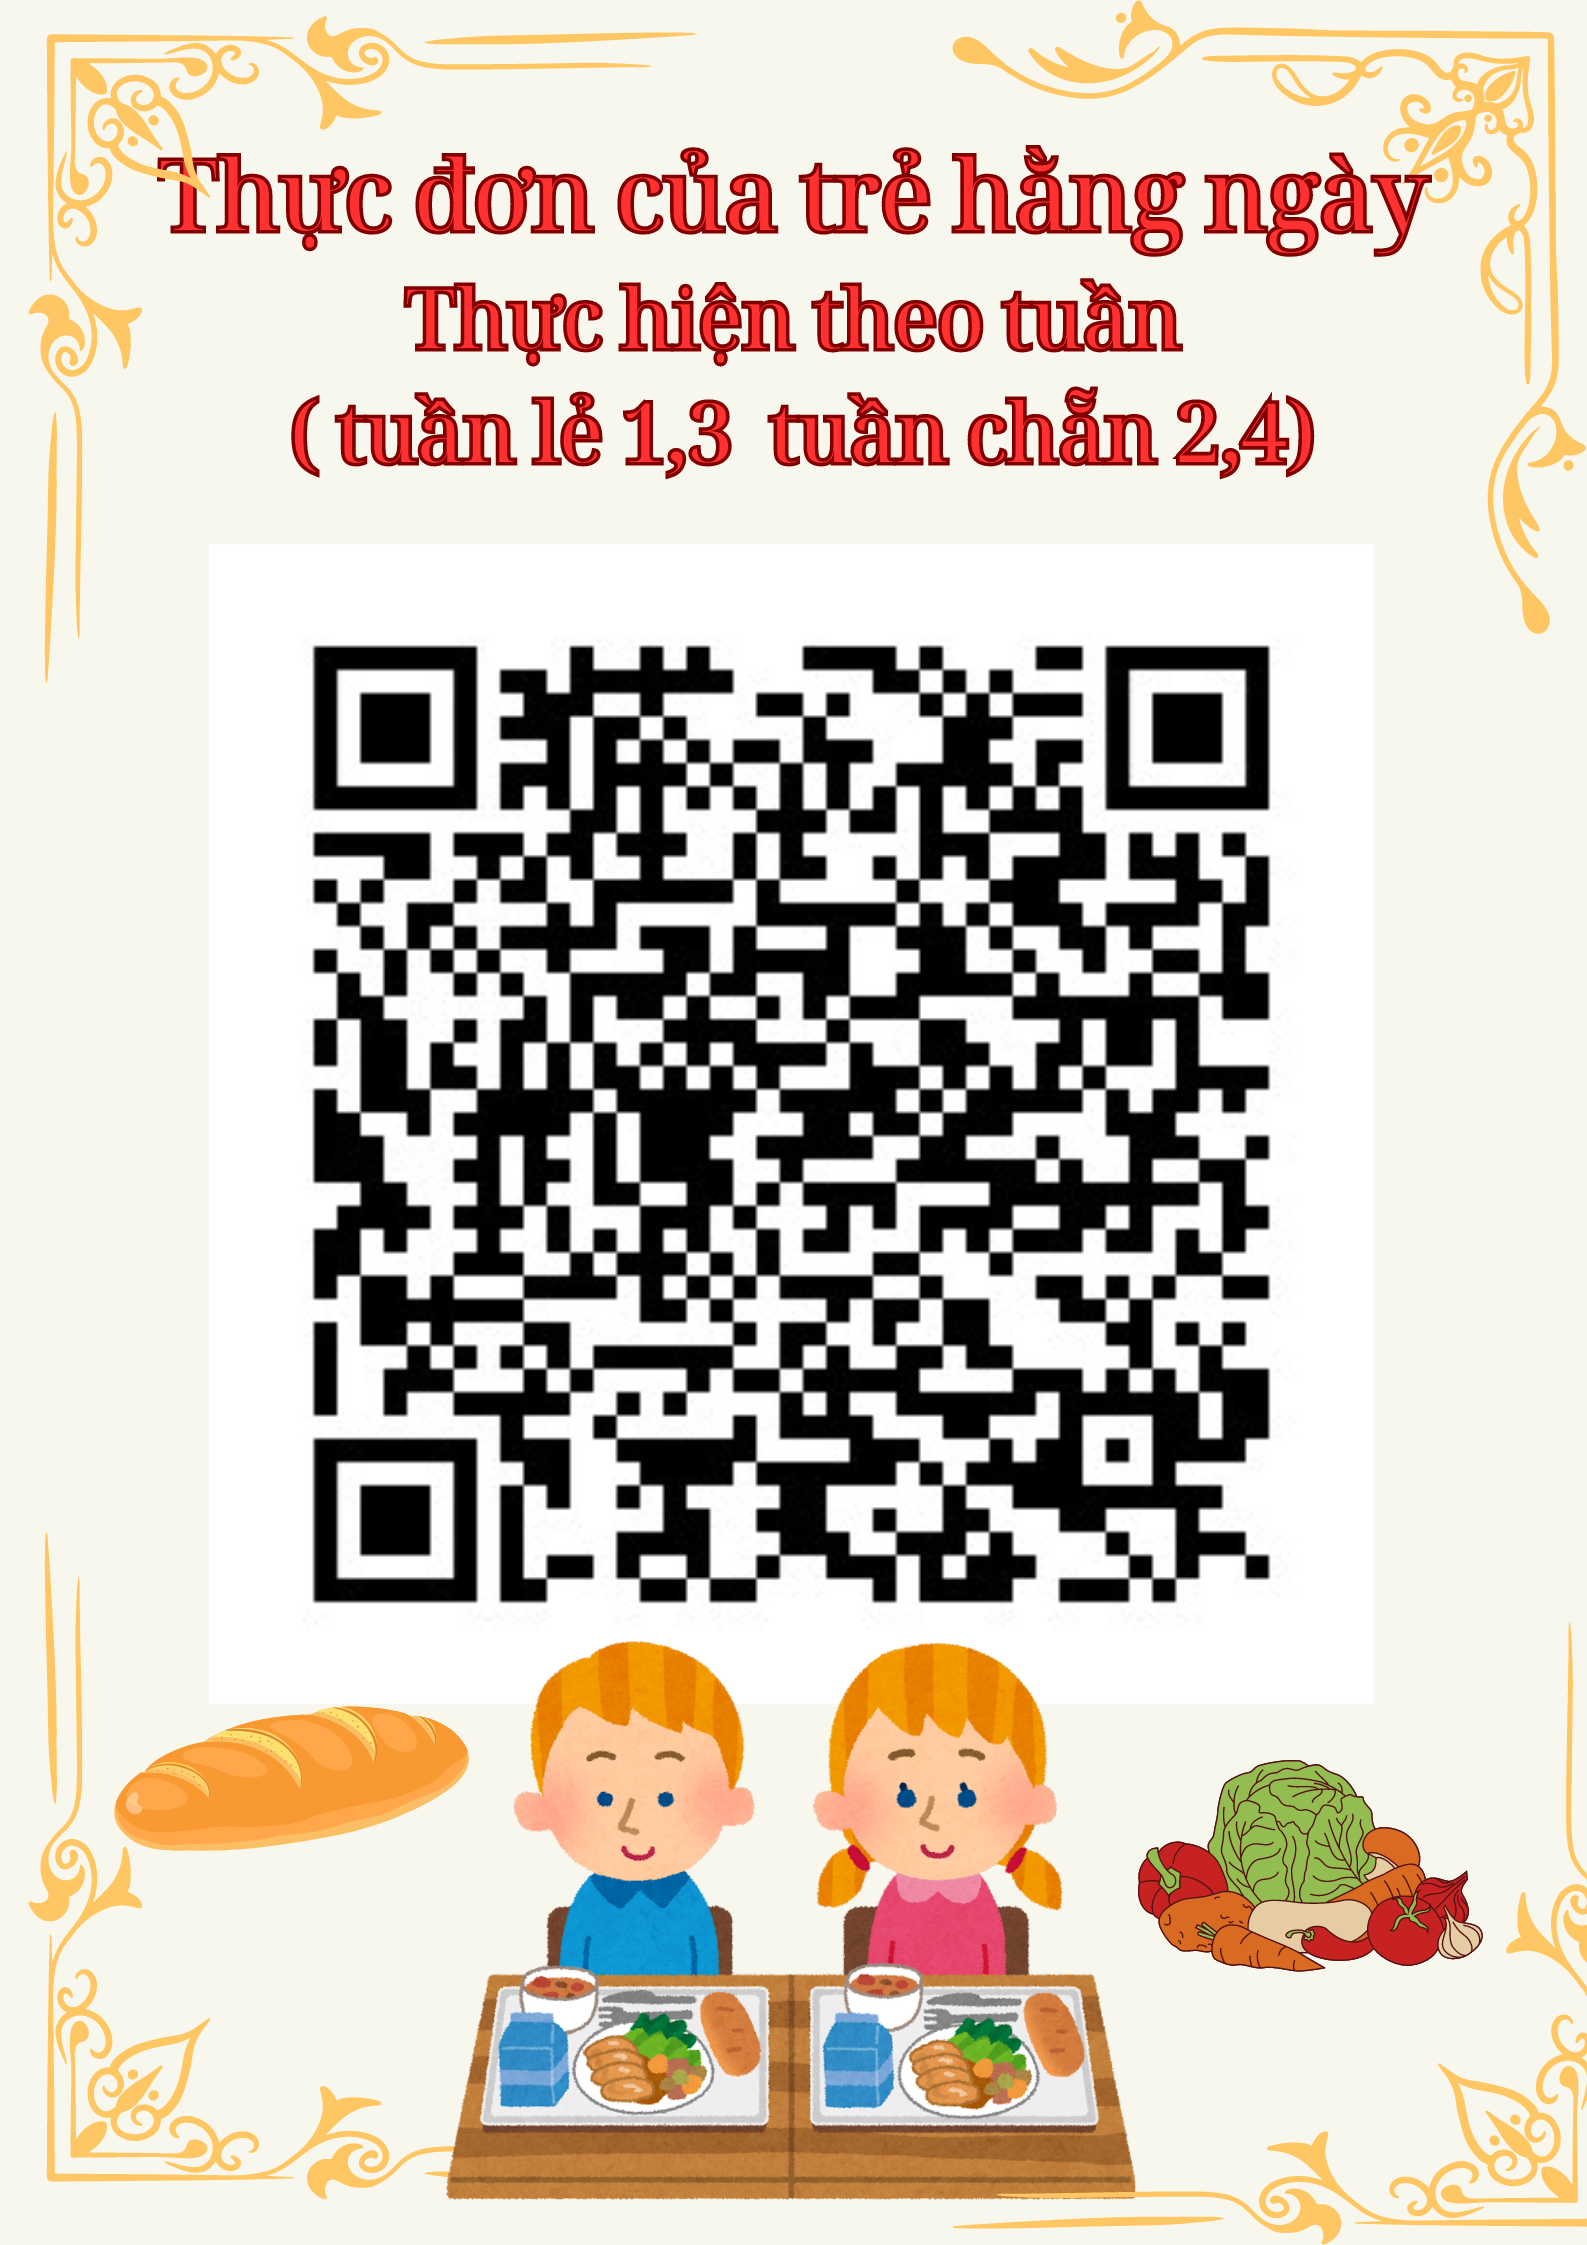 Thực đơn của trẻ hằng ngày
Thực hiện theo tuần
( tuần lẻ 1,3 tuần chẵn 2,4)